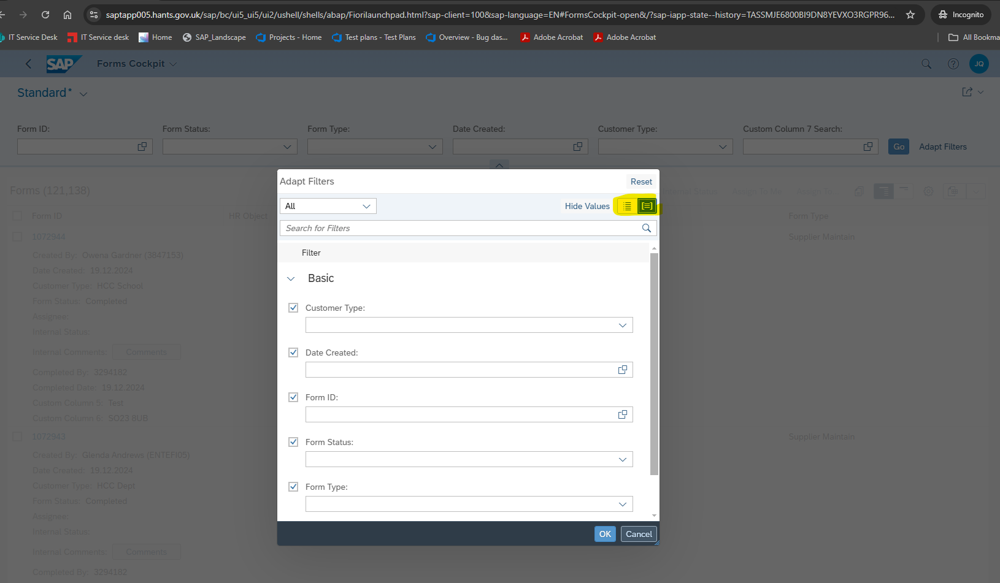 saptapp005.hants.gov.uk/sap/bc/ui5_ui5/ui2/ushell/shells/abap/Fiorilaunchpad.html?sap-client=100&sap-language=EN#FormsCockpit-open&/?sap-iapp-state--history=TASSMJE6800BI9DN8YEVXO3RGPR96...
Incognito
IT Service Desk
IT Service desk
Home
SAP_Landscape
Projects - Home
Test plans - Test Plans
Overview - Bug das...
Adobe Acrobat
Adobe Acrobat
All Bookma
SAP
Forms Cockpit
JQ
Standard*
Form ID:
Form Status:
Form Type:
Date Created:
Customer Type:
Custom Column 7 Search:
Go
Adapt Filters
Forms (121,138)
Internal Status
Assign To Me
Assign To...
Form ID
HR Object
Form Type
1072944
Supplier Maintain
Created By: Owena Gardner (3847153)
Date Created: 19.12.2024
Customer Type: HCC School
Form Status: Completed
Assignee:
Internal Status:
Internal Comments: Comments
Completed By: 3294182
Completed Date: 19.12.2024
Custom Column 5: Test
Custom Column 6: SO23 8UB
1072943
Supplier Maintain
Created By: Glenda Andrews (ENTEFI05)
Date Created: 19.12.2024
Customer Type: HCC Dept
Form Status: Completed
Assignee:
Internal Status:
Internal Comments: Comments
Completed By: 3294182
Adapt Filters
Reset
All
Hide Values
Search for Filters
Filter
Basic
Customer Type:
Date Created:
Form ID:
Form Status:
Form Type:
OK
Cancel